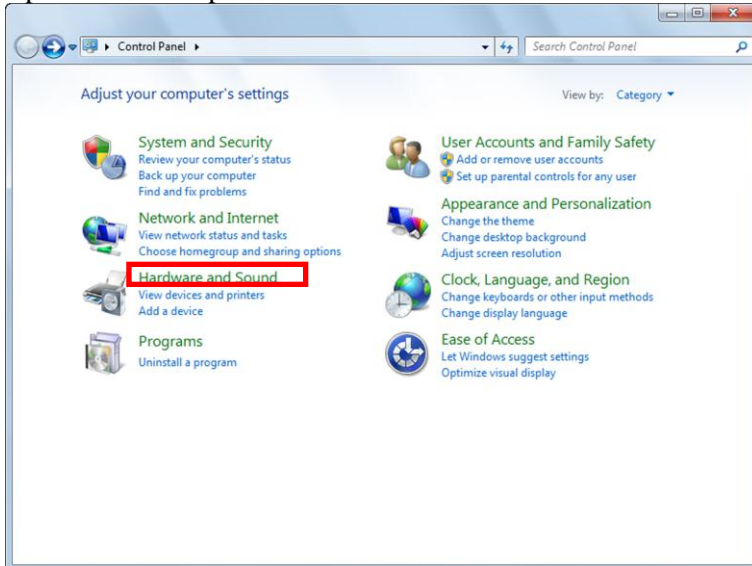 Control Panel
Search Control Panel
Adjust your computer's settings
View by: Category
System and Security
Review your computer's status
Back up your computer
Find and fix problems
Network and Internet
View network status and tasks
Choose homegroup and sharing options
Hardware and Sound
View devices and printers
Add a device
Programs
Uninstall a program
User Accounts and Family Safety
Add or remove user accounts
Set up parental controls for any user
Appearance and Personalization
Change the theme
Change desktop background
Adjust screen resolution
Clock, Language, and Region
Change keyboards or other input methods
Change display language
Ease of Access
Let Windows suggest settings
Optimize visual display